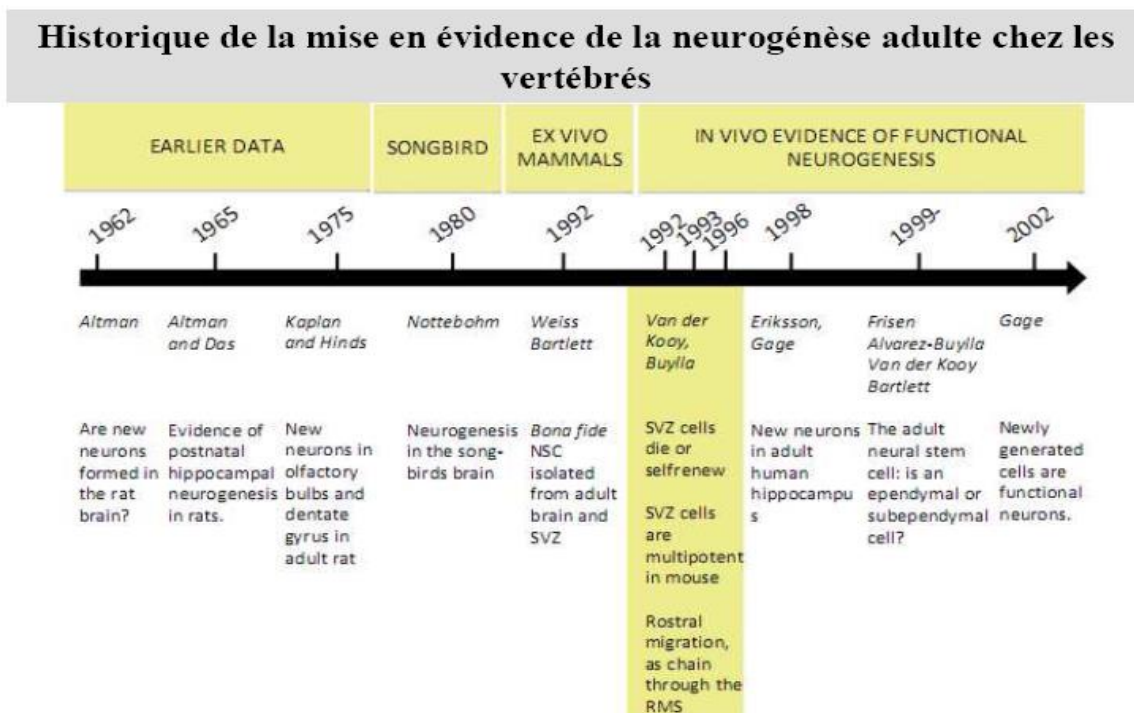 Historique de la mise en évidence de la neurogénèse adulte chez les
vertébrés
EARLIER DATA
SONGBIRD
EX VIVO
MAMMALS
IN VIVO EVIDENCE OF FUNCTIONAL
NEUROGENESIS
1962
1965
1975
1980
1992
1992
1993
1996
1998
1999-
2002
Altman
Altman
and Das
Kaplan
and Hinds
Nottebohm
Weiss
Bartlett
Van der
Kooy,
Buylla
Eriksson,
Gage
Frisen
Alvarez-Buylla
Van der Kooy
Bartlett
Gage
Are new
neurons
formed in
the rat
brain?
Evidence of
postnatal
hippocampal
neurogenesis
in rats.
New
neurons in
olfactory
bulbs and
dentate
gyrus in
adult rat
Neurogenesis
in the song-
birds brain
Bona fide
NSC
isolated
from adult
brain and
SVZ
SVZ cells
die or
selfrenew
SVZ cells
are
multipotent
in mouse
Rostral
migration,
as chain
through the
RMS
New neurons
in adult
human
hippocampu
s
The adult
neural stem
cell: is an
ependymal or
subependymal
cell?
Newly
generated
cells are
functional
neurons.